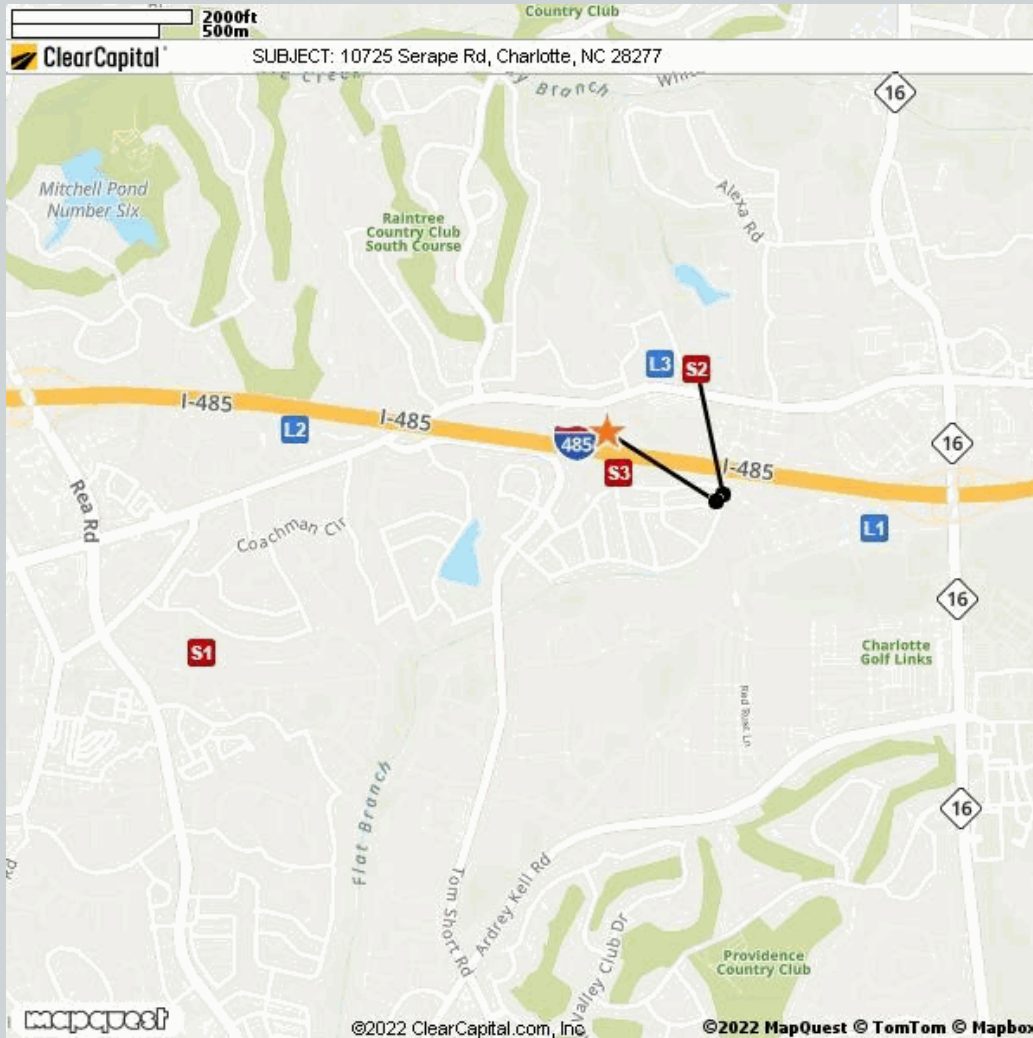 2000ft
500m
Country Club
ClearCapital
SUBJECT: 10725 Serape Rd, Charlotte, NC 28277
Branch
16
Mitchell Pond
Number Six
Alexa Rd
Raintree
Country Club
South Course
L3
S2
I-485
L2
I-485
485
16
S3
I-485
Rea Rd
Coachman Cir
L1
16
S1
Charlotte
Golf Links
Red Rust Ln
Flat Branch
16
Tom Short Rd
Ardrey Kell Rd
Valley Club Dr
Providence
Country Club
mapquest
©2022 ClearCapital.com, Inc
©2022 MapQuest © TomTom © Mapbox